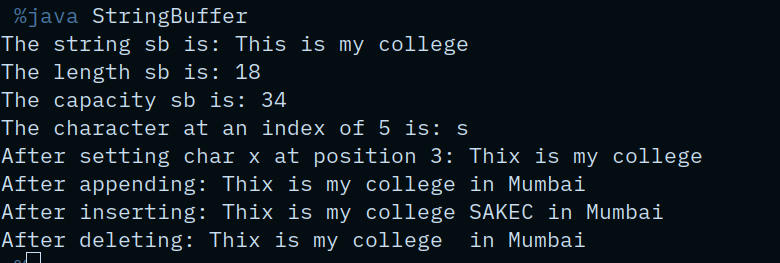 %java StringBuffer
The string sb is: This is my college
The length sb is: 18
The capacity sb is: 34
The character at an index of 5 is: s
After setting char x at position 3: Thix is my college
After appending: Thix is my college in Mumbai
After inserting: Thix is my college SAKEC in Mumbai
After deleting: Thix is my college  in Mumbai
%